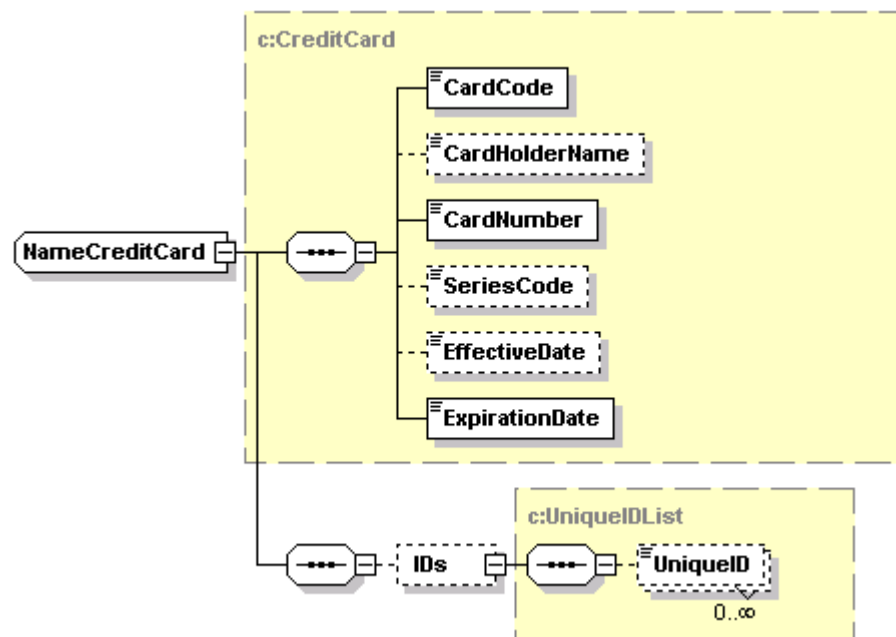 c:CreditCard
CardCode
CardHolderName
CardNumber
NameCreditCard
SeriesCode
EffectiveDate
ExpirationDate
c:UniqueIDList
IDs
UniqueID
0..∞